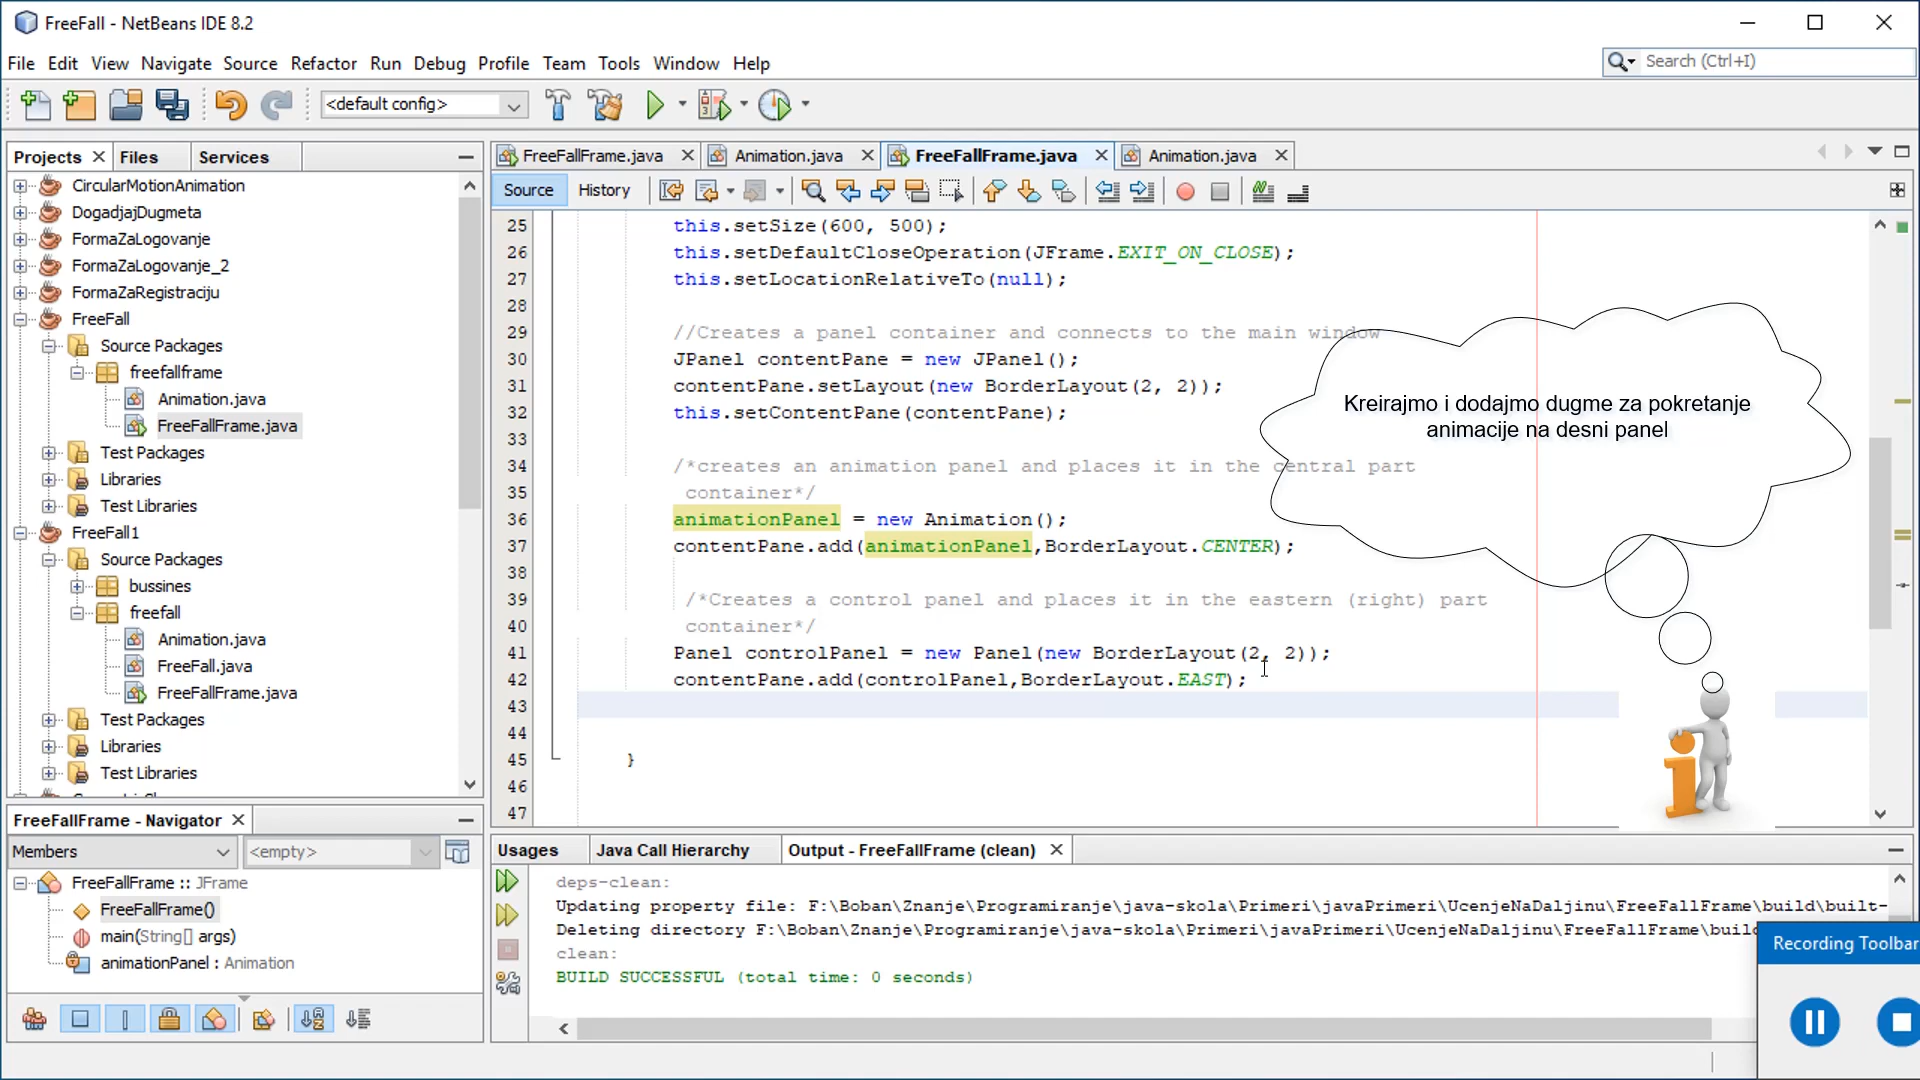 FreeFall - NetBeans IDE 8.2
File Edit View Navigate Source Refactor Run Debug Profile Team Tools Window Help
Search (Ctrl+I)
<default config>
Projects Files Services
CircularMotionAnimation
DogadjajDugmeta
FormaZaLogovanje
FormaZaLogovanje_2
FormaZaRegistraciju
FreeFall
Source Packages
freefallframe
Animation.java
FreeFallFrame.java
Test Packages
Libraries
Test Libraries
FreeFall1
Source Packages
bussines
freefall
Animation.java
FreeFall.java
FreeFallFrame.java
Test Packages
Libraries
Test Libraries
FreeFallFrame.java Animation.java FreeFallFrame.java Animation.java
Source History
25 this.setSize(600, 500);
26 this.setDefaultCloseOperation(JFrame.EXIT_ON_CLOSE);
27 this.setLocationRelativeTo(null);
28
29 //Creates a panel container and connects to the main window
30 JPanel contentPane = new JPanel();
31 contentPane.setLayout(new BorderLayout(2, 2));
32 this.setContentPane(contentPane);
33
34 /*creates an animation panel and places it in the central part
35 container*/
36 animationPanel = new Animation();
37 contentPane.add(animationPanel,BorderLayout.CENTER);
38
39 /*Creates a control panel and places it in the eastern (right) part
40 container*/
41 Panel controlPanel = new Panel(new BorderLayout(2, 2));
42 contentPane.add(controlPanel,BorderLayout.EAST);
43
44
45 }
46
47
Kreirajmo i dodajmo dugme za pokretanje
animacije na desni panel
FreeFallFrame - Navigator
Members <empty>
FreeFallFrame :: JFrame
FreeFallFrame()
main(String[] args)
animationPanel : Animation
Usages Java Call Hierarchy Output - FreeFallFrame (clean)
deps-clean:
Updating property file: F:\Boban\Znanje\Programiranje\java-skola\Primeri\javaPrimeri\UcenjeNaDaljinu\FreeFallFrame\build\built-
Deleting directory F:\Boban\Znanje\Programiranje\java-skola\Primeri\javaPrimeri\UcenjeNaDaljinu\FreeFallFrame\build
clean:
BUILD SUCCESSFUL (total time: 0 seconds)
Recording Toolbar